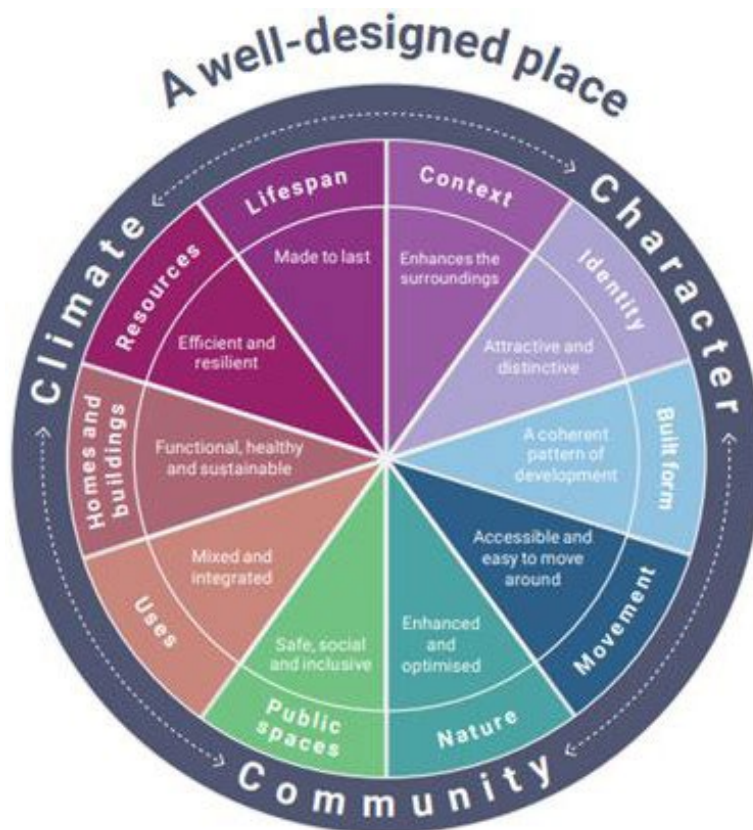 A well-designed place
Climate
Character
Community
Context
Enhances the
surroundings
Identity
Attractive and
distinctive
Built form
A coherent
pattern of
development
Movement
Accessible and
easy to move
around
Nature
Enhanced
and
optimised
Public
spaces
Safe, social
and inclusive
Uses
Mixed and
integrated
Homes and
buildings
Functional, healthy
and sustainable
Resources
Efficient and
resilient
Lifespan
Made to last